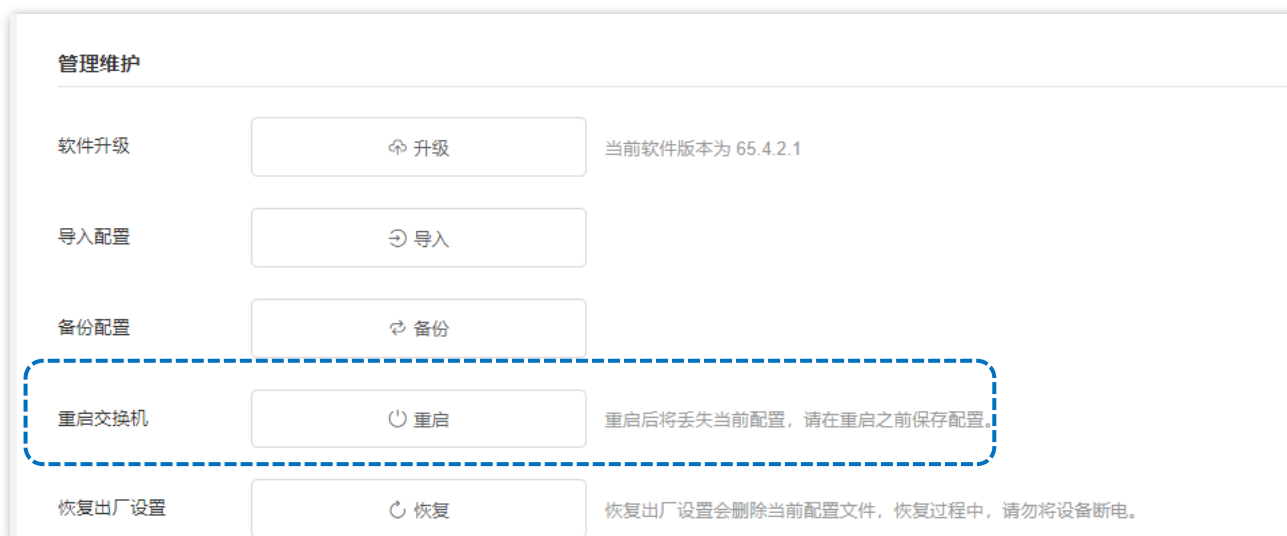 管理维护
软件升级 升级 当前软件版本为 65.4.2.1
导入配置 导入
备份配置 备份
重启交换机 重启 重启后将丢失当前配置，请在重启之前保存配置。
恢复出厂设置 恢复 恢复出厂设置会删除当前配置文件，恢复过程中，请勿将设备断电。